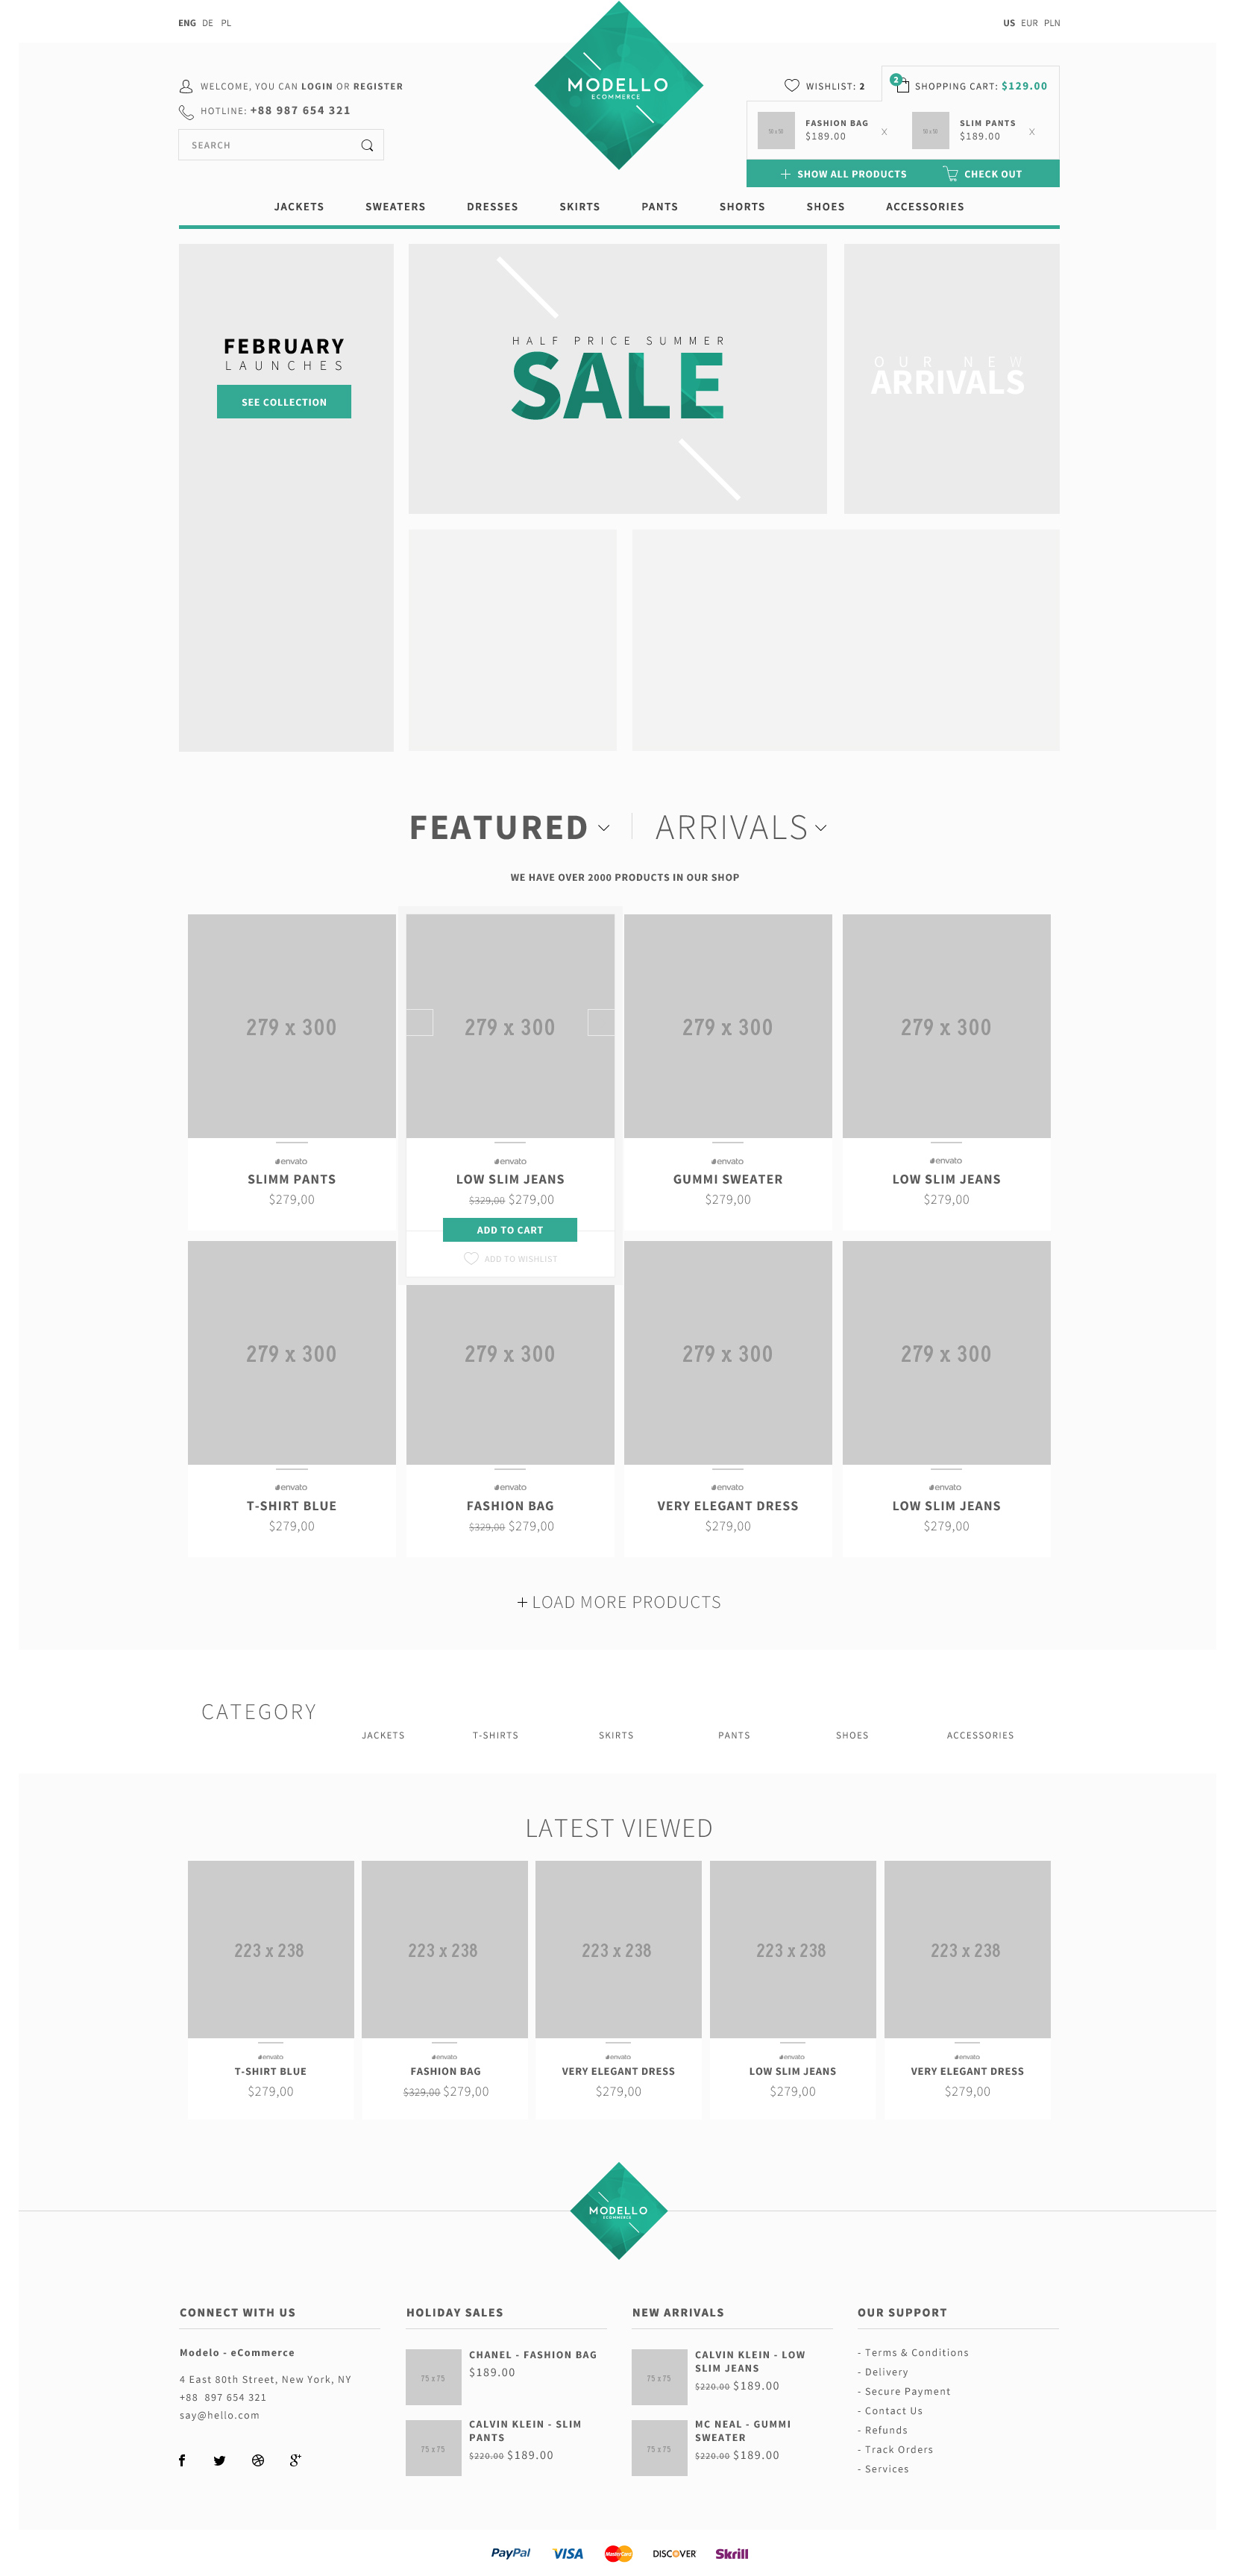 ENG DE PL
US EUR PLN
WELCOME, YOU CAN LOGIN OR REGISTER
HOTLINE: +88 987 654 321
SEARCH
MODELLO
ECOMMERCE
WISHLIST: 2
2
SHOPPING CART: $129.00
50 x 50
FASHION BAG
$189.00
X
50 x 50
SLIM PANTS
$189.00
X
SHOW ALL PRODUCTS
CHECK OUT
JACKETS SWEATERS DRESSES SKIRTS PANTS SHORTS SHOES ACCESSORIES
FEBRUARY
LAUNCHES
SEE COLLECTION
HALF PRICE SUMMER
SALE
OUR NEW
ARRIVALS
FEATURED
ARRIVALS
WE HAVE OVER 2000 PRODUCTS IN OUR SHOP
279 x 300
279 x 300
279 x 300
279 x 300
envato
envato
envato
envato
SLIMM PANTS
LOW SLIM JEANS
GUMMI SWEATER
LOW SLIM JEANS
$279,00
$329,00 $279,00
$279,00
$279,00
ADD TO CART
ADD TO WISHLIST
279 x 300
279 x 300
279 x 300
279 x 300
envato
envato
envato
envato
T-SHIRT BLUE
FASHION BAG
VERY ELEGANT DRESS
LOW SLIM JEANS
$279,00
$329,00 $279,00
$279,00
$279,00
+ LOAD MORE PRODUCTS
CATEGORY
JACKETS T-SHIRTS SKIRTS PANTS SHOES ACCESSORIES
LATEST VIEWED
223 x 238
223 x 238
223 x 238
223 x 238
223 x 238
envato
envato
envato
envato
envato
T-SHIRT BLUE
FASHION BAG
VERY ELEGANT DRESS
LOW SLIM JEANS
VERY ELEGANT DRESS
$279,00
$329,00 $279,00
$279,00
$279,00
$279,00
MODELLO
ECOMMERCE
CONNECT WITH US
Modelo - eCommerce
4 East 80th Street, New York, NY
+88 897 654 321
say@hello.com
HOLIDAY SALES
75 x 75
CHANEL - FASHION BAG
$189.00
75 x 75
CALVIN KLEIN - SLIM
PANTS
$220.00 $189.00
NEW ARRIVALS
75 x 75
CALVIN KLEIN - LOW
SLIM JEANS
$220.00 $189.00
75 x 75
MC NEAL - GUMMI
SWEATER
$220.00 $189.00
OUR SUPPORT
- Terms & Conditions
- Delivery
- Secure Payment
- Contact Us
- Refunds
- Track Orders
- Services
PayPal
VISA
MasterCard
DISCOVER
Skrill